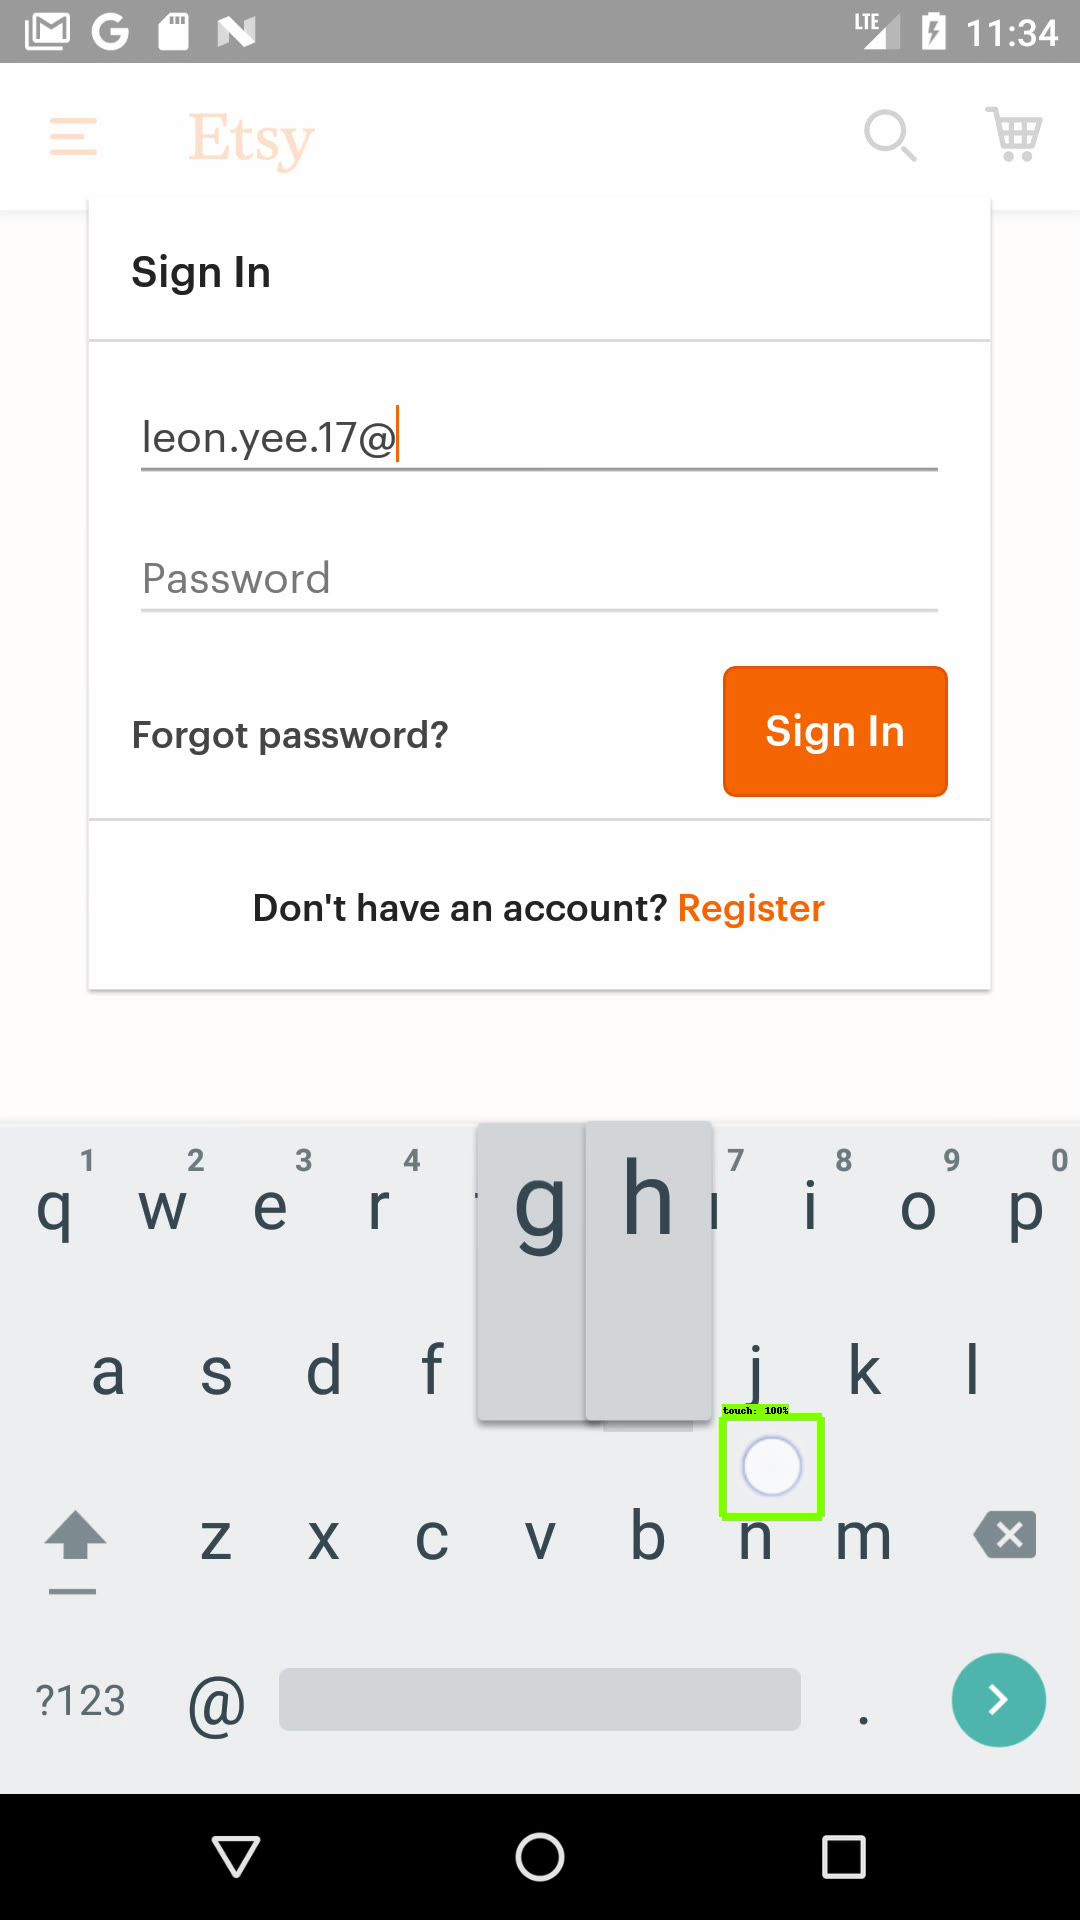 LTE 11:34
Etsy
Sign In
leon.yee.17@
Password
Forgot password?
Sign In
Don't have an account? Register
1 2 3 4 7 8 9 0
q w e r g h i o p
a s d f j k l
touch: 100%
z x c v b n m
?123 @ .